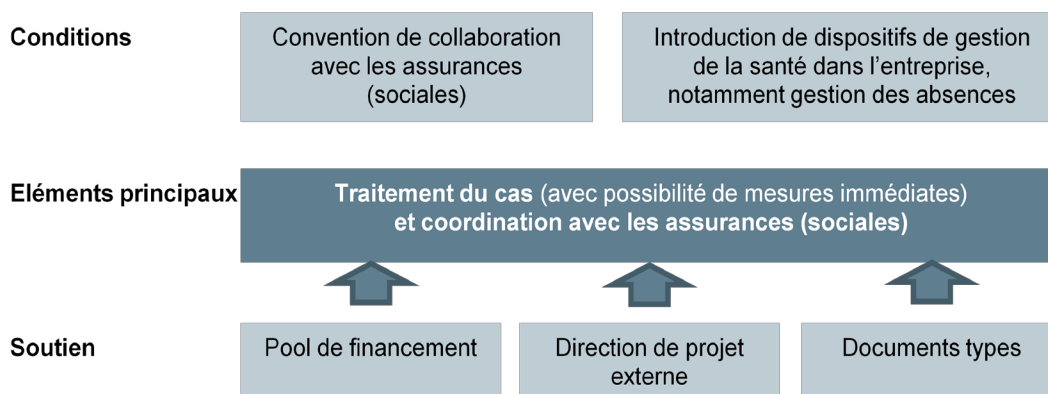 Conditions
Convention de collaboration
avec les assurances
(sociales)
Introduction de dispositifs de gestion
de la santé dans l'entreprise,
notamment gestion des absences
Eléments principaux
Traitement du cas (avec possibilité de mesures immédiates)
et coordination avec les assurances (sociales)
Soutien
Pool de financement
Direction de projet
externe
Documents types